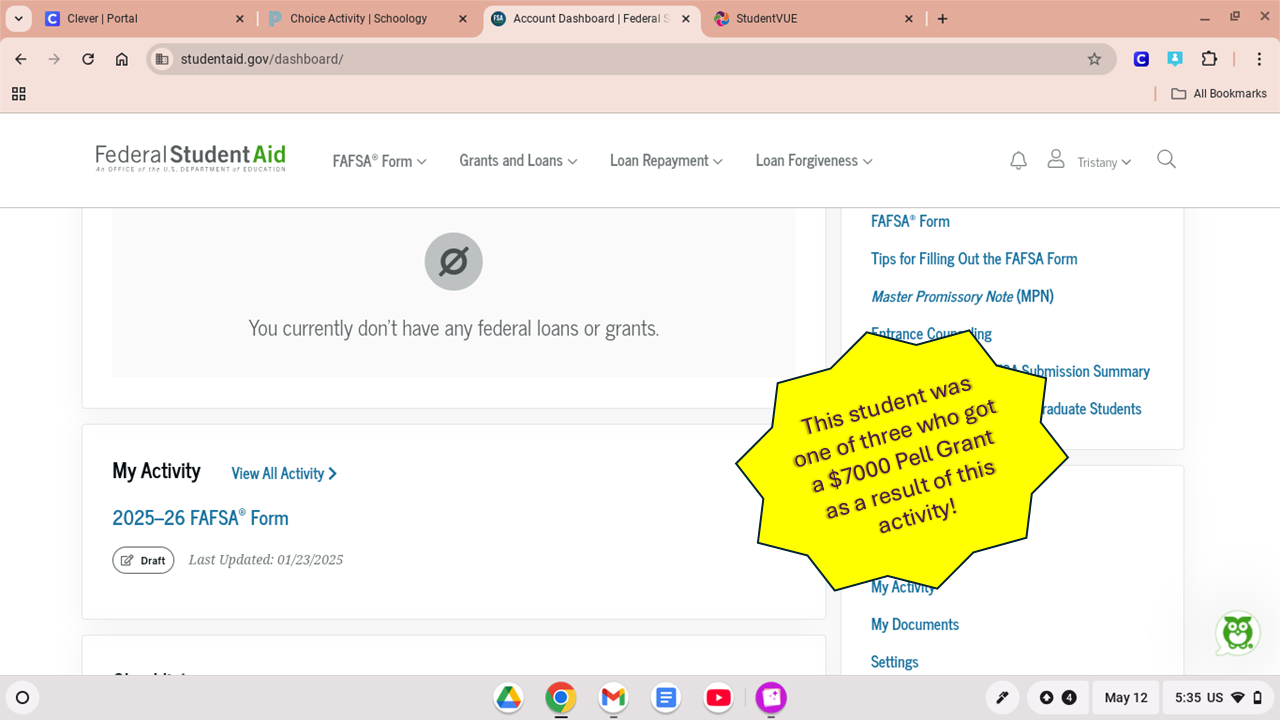 Clever | Portal
Choice Activity | Schoology
Account Dashboard | Federal S
StudentVUE
studentaid.gov/dashboard/
All Bookmarks
Federal Student Aid
An OFFICE of the U.S. DEPARTMENT of EDUCATION
FAFSA® Form
Grants and Loans
Loan Repayment
Loan Forgiveness
Tristany
You currently don't have any federal loans or grants.
My Activity
View All Activity
2025–26 FAFSA® Form
Draft
Last Updated: 01/23/2025
FAFSA® Form
Tips for Filling Out the FAFSA Form
Master Promissory Note (MPN)
Entrance
Submission Summary
Students
This student was
one of three who got
a $7000 Pell Grant
as a result of this
activity!
My Activity
My Documents
Settings
4
May 12
5:35 US